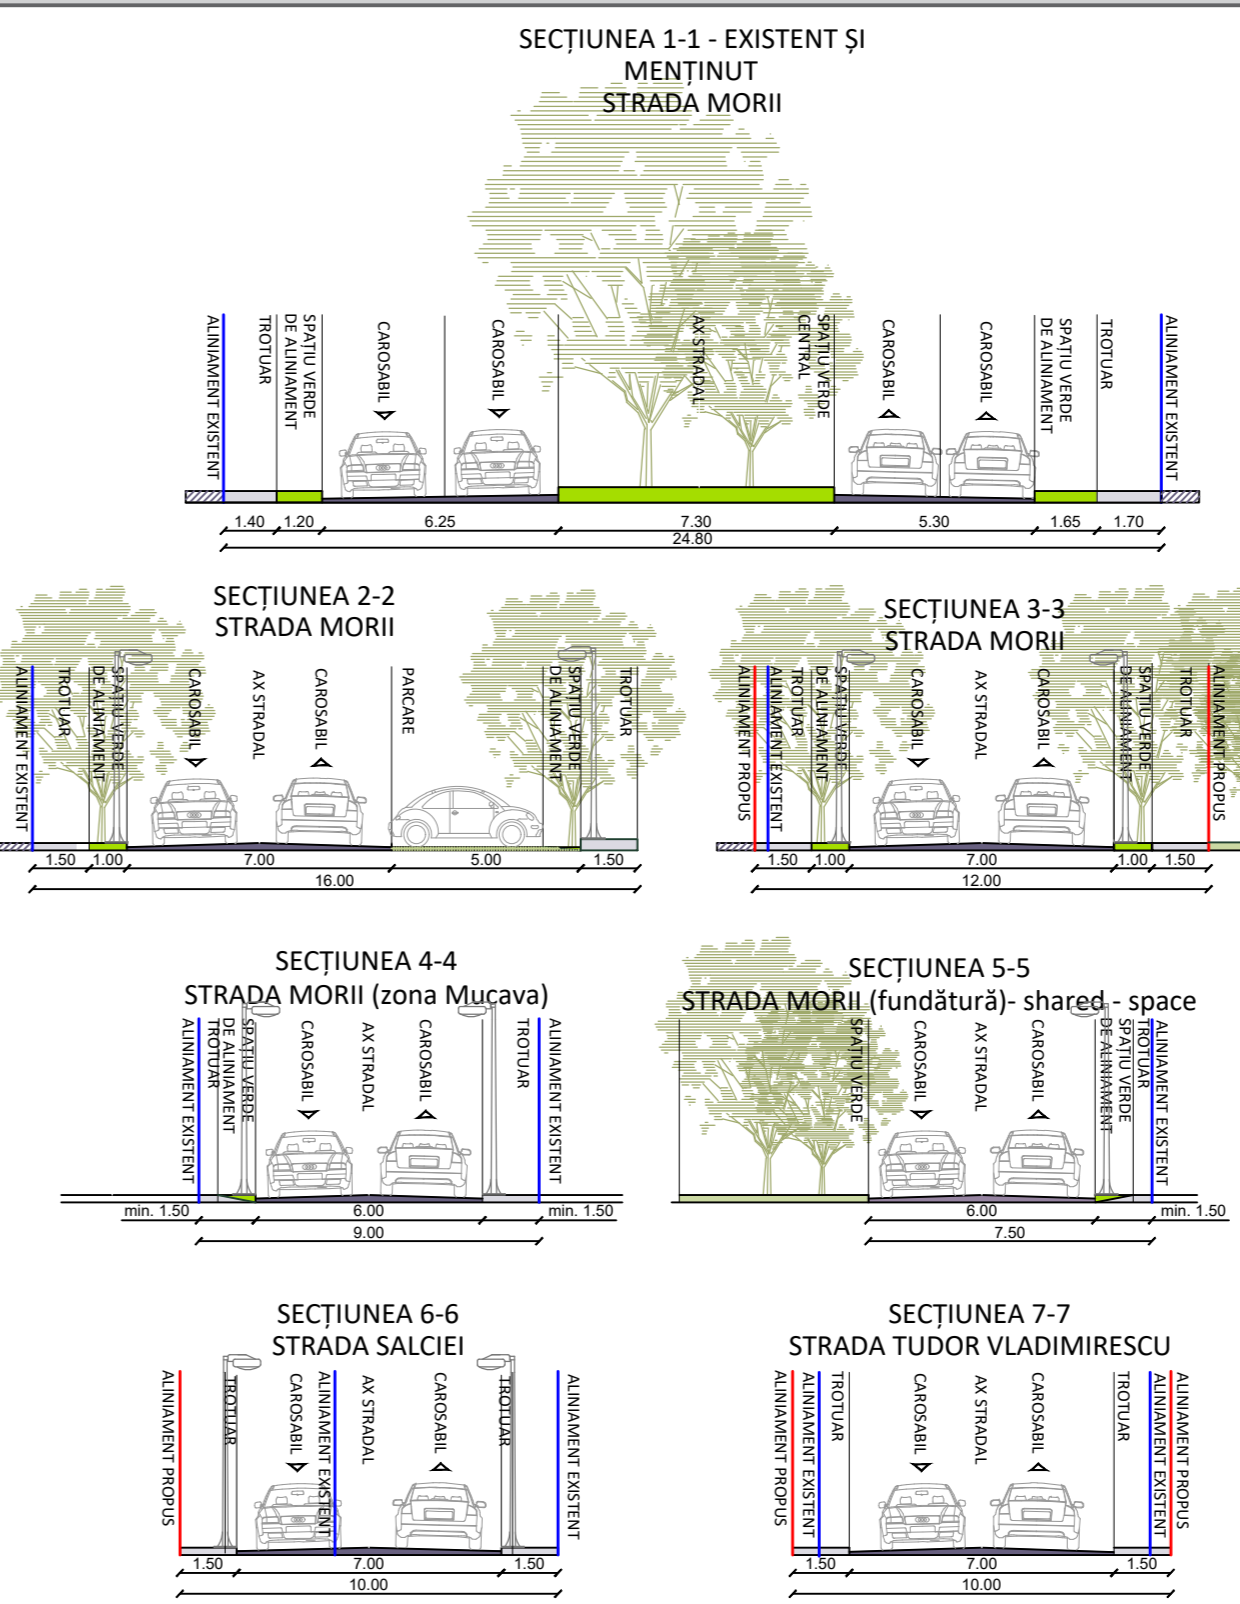 SECȚIUNEA 1-1 - EXISTENT ȘI
MENȚINUT
STRADA MORII
ALINIAMENT EXISTENT
TROTUAR
SPAȚIU VERDE
DE ALINIAMENT
CAROSABIL
CAROSABIL
AX STRADAL
SPAȚIU VERDE
CENTRAL
CAROSABIL
CAROSABIL
SPAȚIU VERDE
DE ALINIAMENT
TROTUAR
ALINIAMENT EXISTENT
1.40 1.20 6.25 7.30 5.30 1.65 1.70
24.80
SECȚIUNEA 2-2
STRADA MORII
ALINIAMENT EXISTENT
TROTUAR
SPAȚIU VERDE
DE ALINIAMENT
CAROSABIL
AX STRADAL
CAROSABIL
PARCARE
SPAȚIU VERDE
DE ALINIAMENT
TROTUAR
1.50 1.00 7.00 5.00 1.50
16.00
SECȚIUNEA 3-3
STRADA MORII
ALINIAMENT PROPUS
ALINIAMENT EXISTENT
TROTUAR
SPAȚIU VERDE
DE ALINIAMENT
CAROSABIL
AX STRADAL
CAROSABIL
SPAȚIU VERDE
DE ALINIAMENT
TROTUAR
ALINIAMENT PROPUS
1.50 1.00 7.00 1.00 1.50
12.00
SECȚIUNEA 4-4
STRADA MORII (zona Mucava)
ALINIAMENT EXISTENT
TROTUAR
SPAȚIU VERDE
DE ALINIAMENT
CAROSABIL
AX STRADAL
CAROSABIL
TROTUAR
ALINIAMENT EXISTENT
min. 1.50 6.00 min. 1.50
9.00
SECȚIUNEA 5-5
STRADA MORII (fundătură)- shared - space
SPAȚIU VERDE
CAROSABIL
AX STRADAL
CAROSABIL
SPAȚIU VERDE
DE ALINIAMENT
TROTUAR
ALINIAMENT EXISTENT
6.00 min. 1.50
7.50
SECȚIUNEA 6-6
STRADA SALCIEI
ALINIAMENT PROPUS
TROTUAR
CAROSABIL
ALINIAMENT EXISTENT
AX STRADAL
CAROSABIL
TROTUAR
ALINIAMENT EXISTENT
1.50 7.00 1.50
10.00
SECȚIUNEA 7-7
STRADA TUDOR VLADIMIRESCU
ALINIAMENT PROPUS
ALINIAMENT EXISTENT
TROTUAR
CAROSABIL
AX STRADAL
CAROSABIL
TROTUAR
ALINIAMENT EXISTENT
ALINIAMENT PROPUS
1.50 7.00 1.50
10.00